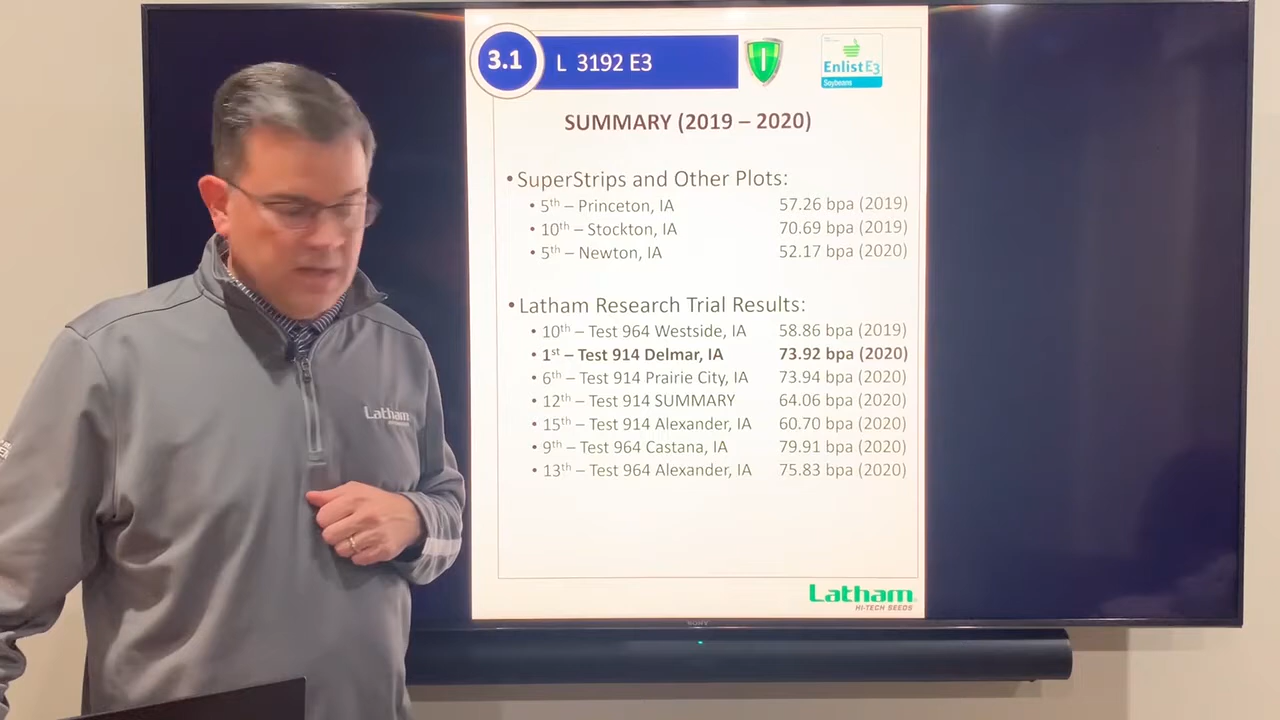 3.1
L 3192 E3
I
EnlistE3
Soybeans
SUMMARY (2019 – 2020)
•SuperStrips and Other Plots:
• 5th – Princeton, IA 57.26 bpa (2019)
• 10th – Stockton, IA 70.69 bpa (2019)
• 5th – Newton, IA 52.17 bpa (2020)
•Latham Research Trial Results:
• 10th – Test 964 Westside, IA 58.86 bpa (2019)
• 1st – Test 914 Delmar, IA 73.92 bpa (2020)
• 6th – Test 914 Prairie City, IA 73.94 bpa (2020)
• 12th – Test 914 SUMMARY 64.06 bpa (2020)
• 15th – Test 914 Alexander, IA 60.70 bpa (2020)
• 9th – Test 964 Castana, IA 79.91 bpa (2020)
• 13th – Test 964 Alexander, IA 75.83 bpa (2020)
Latham
HI-TECH SEEDS
SONY
Latham